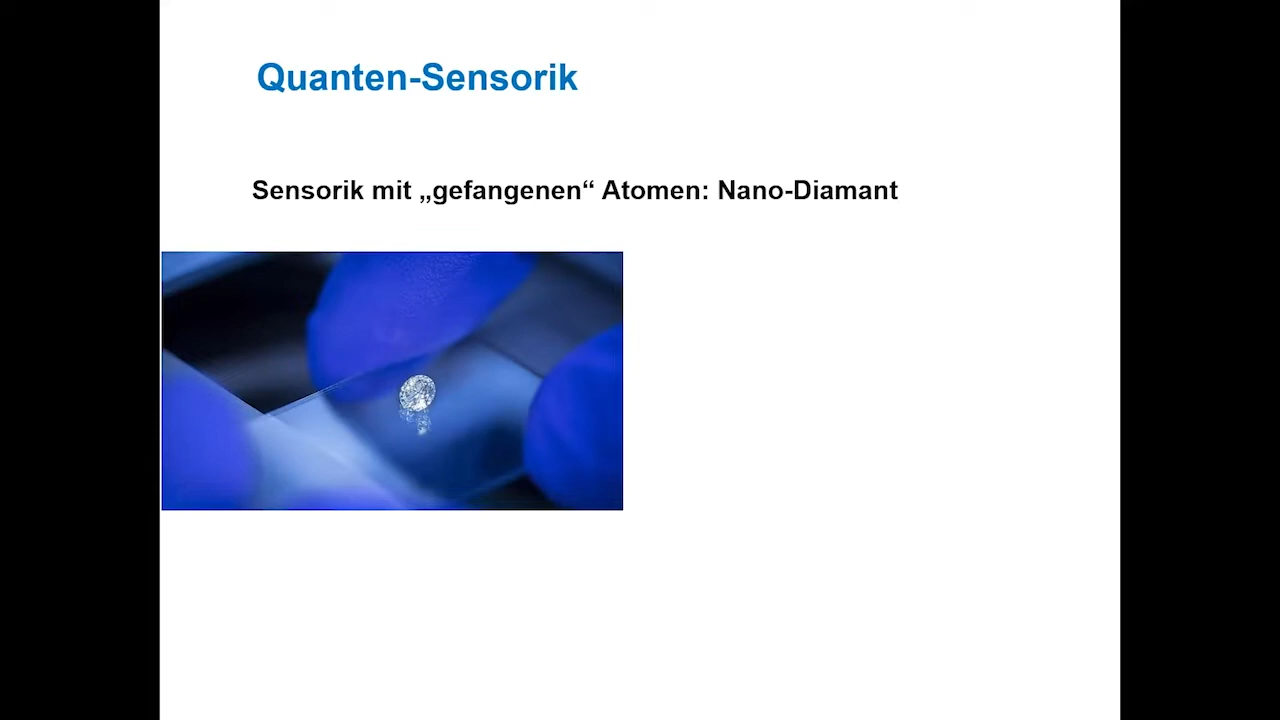 Quanten-Sensorik
Sensorik mit „gefangenen“ Atomen: Nano-Diamant